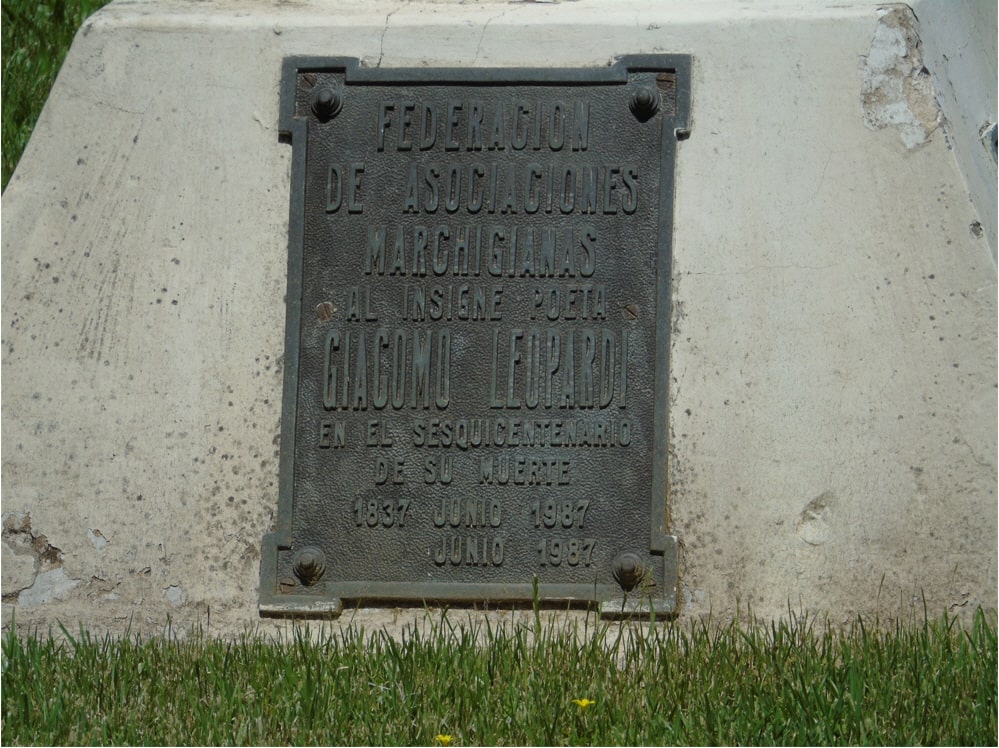 FEDERACION
DE ASOCIACIONES
MARCHIGIANAS
AL INSIGNE POETA
GIACOMO LEOPARDI
EN EL SESQUICENTENARIO
DE SU MUERTE
1837 JUNIO 1987
JUNIO 1987